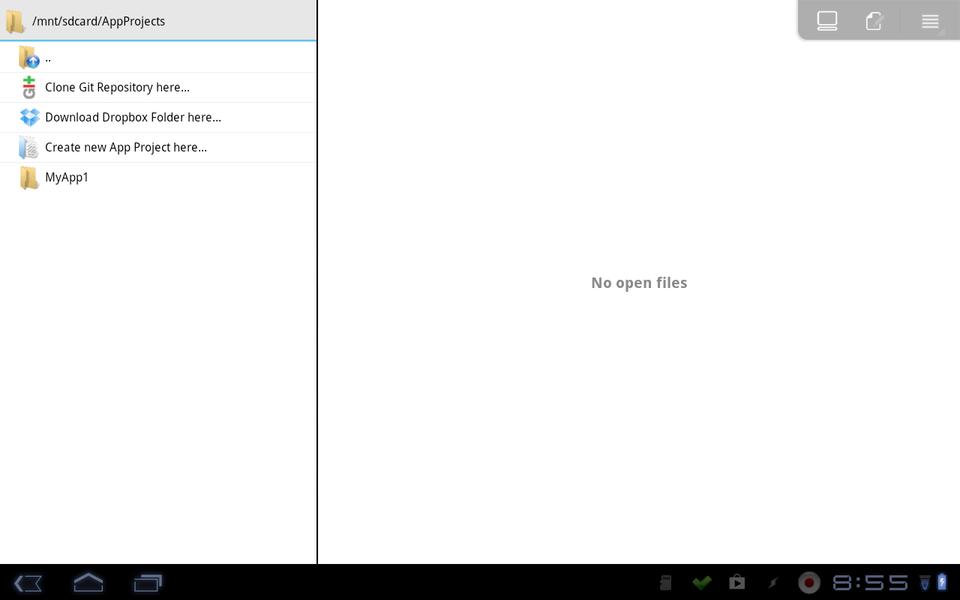 /mnt/sdcard/AppProjects
..
Clone Git Repository here...
Download Dropbox Folder here...
Create new App Project here...
MyApp1
No open files
8:55